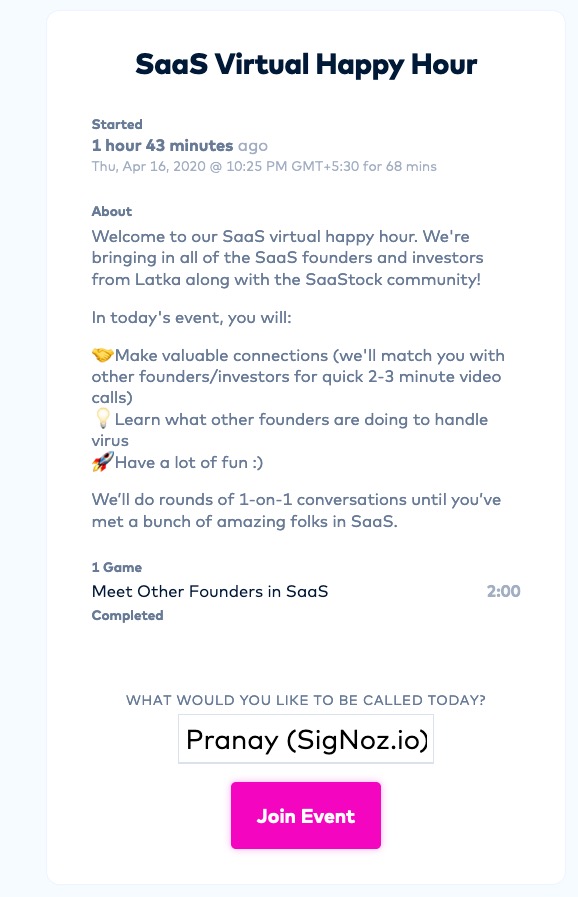 SaaS Virtual Happy Hour
Started
1 hour 43 minutes ago
Thu, Apr 16, 2020 @ 10:25 PM GMT+5:30 for 68 mins
About
Welcome to our SaaS virtual happy hour. We're
bringing in all of the SaaS founders and investors
from Latka along with the SaaStock community!
In today's event, you will:
🤝Make valuable connections (we'll match you with
other founders/investors for quick 2-3 minute video
calls)
💡Learn what other founders are doing to handle
virus
🚀Have a lot of fun :)
We’ll do rounds of 1-on-1 conversations until you’ve
met a bunch of amazing folks in SaaS.
1 Game
Meet Other Founders in SaaS 2:00
Completed
WHAT WOULD YOU LIKE TO BE CALLED TODAY?
Pranay (SigNoz.io)
Join Event